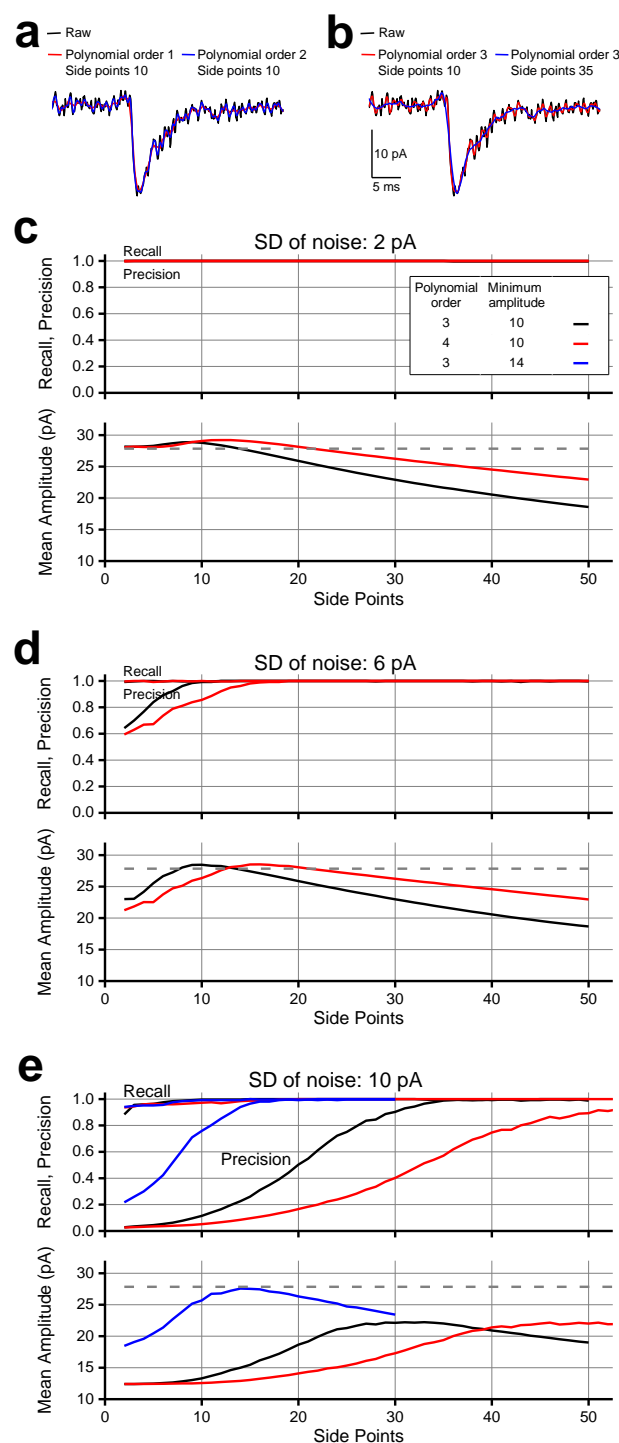 a
Raw
Polynomial order 1
Side points 10
Polynomial order 2
Side points 10
b
Raw
Polynomial order 3
Side points 10
Polynomial order 3
Side points 35
10 pA
5 ms
c
SD of noise: 2 pA
Recall
Precision
Recall, Precision
1.0
0.8
0.6
0.4
0.2
0.0
Polynomial order
Minimum amplitude
3 10
4 10
3 14
Mean Amplitude (pA)
30
25
20
15
10
0 10 20 30 40 50
Side Points
d
SD of noise: 6 pA
Recall
Precision
Recall, Precision
1.0
0.8
0.6
0.4
0.2
0.0
Mean Amplitude (pA)
30
25
20
15
10
0 10 20 30 40 50
Side Points
e
SD of noise: 10 pA
Recall
Precision
Recall, Precision
1.0
0.8
0.6
0.4
0.2
0.0
Mean Amplitude (pA)
30
25
20
15
10
0 10 20 30 40 50
Side Points